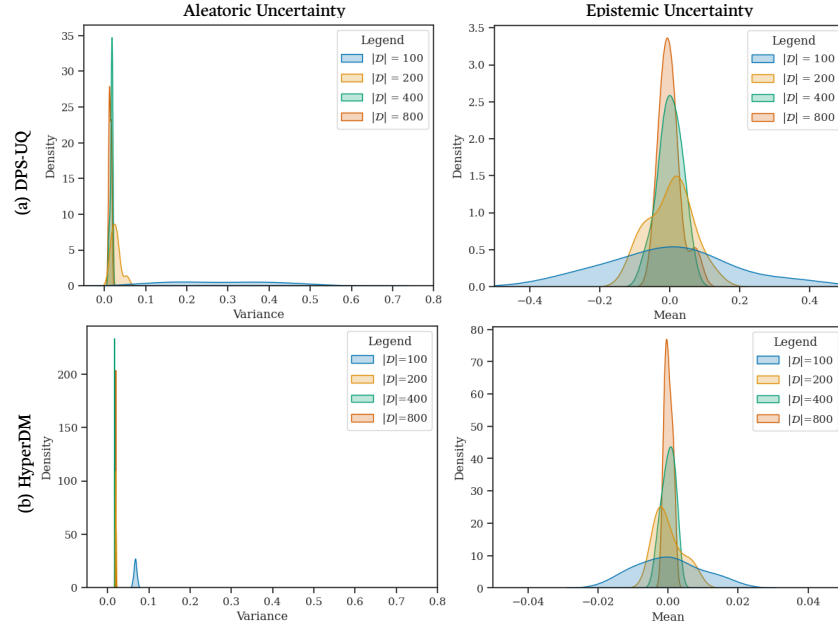 Aleatoric Uncertainty
Epistemic Uncertainty
(a) DPS-UQ
Density
35
30
25
20
15
10
5
0
Legend
|D| = 100
|D| = 200
|D| = 400
|D| = 800
0.0 0.1 0.2 0.3 0.4 0.5 0.6 0.7 0.8
Variance
Density
3.5
3.0
2.5
2.0
1.5
1.0
0.5
0.0
Legend
|D| = 100
|D| = 200
|D| = 400
|D| = 800
−0.4 −0.2 0.0 0.2 0.4
Mean
(b) HyperDM
Density
200
150
100
50
0
Legend
|D|=100
|D|=200
|D|=400
|D|=800
0.0 0.1 0.2 0.3 0.4 0.5 0.6 0.7 0.8
Variance
Density
80
70
60
50
40
30
20
10
0
Legend
|D|=100
|D|=200
|D|=400
|D|=800
−0.04 −0.02 0.00 0.02 0.04
Mean